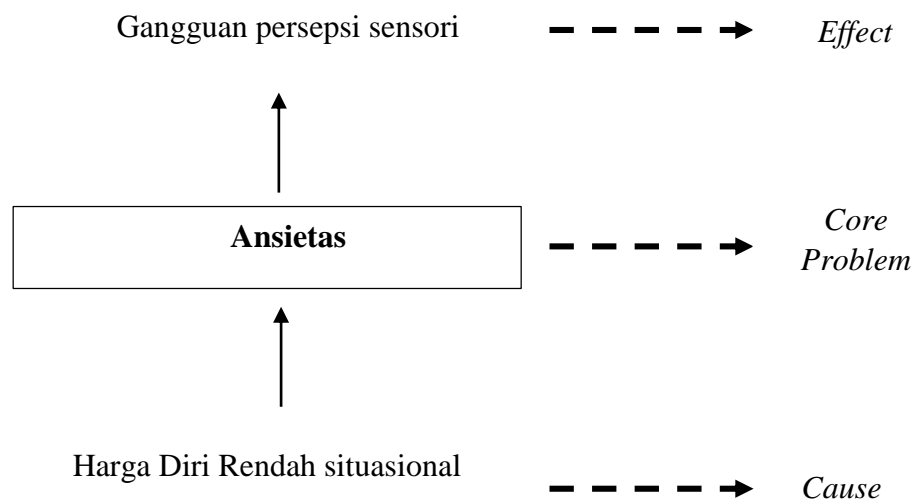 Gangguan persepsi sensori
Effect
Ansietas
Core
Problem
Harga Diri Rendah situasional
Cause